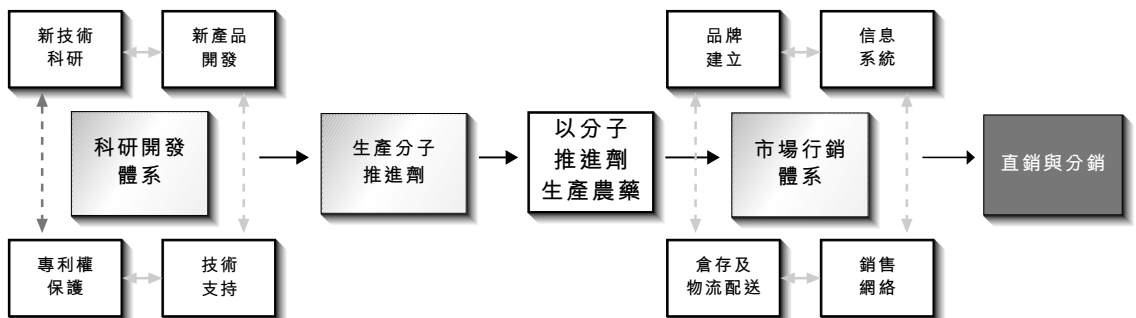 新技術
科研
新產品
開發
科研開發
體系
專利權
保護
技術
支持
生產分子
推進劑
以分子
推進劑
生產農藥
品牌
建立
信息
系統
市場行銷
體系
倉存及
物流配送
銷售
網絡
直銷與分銷